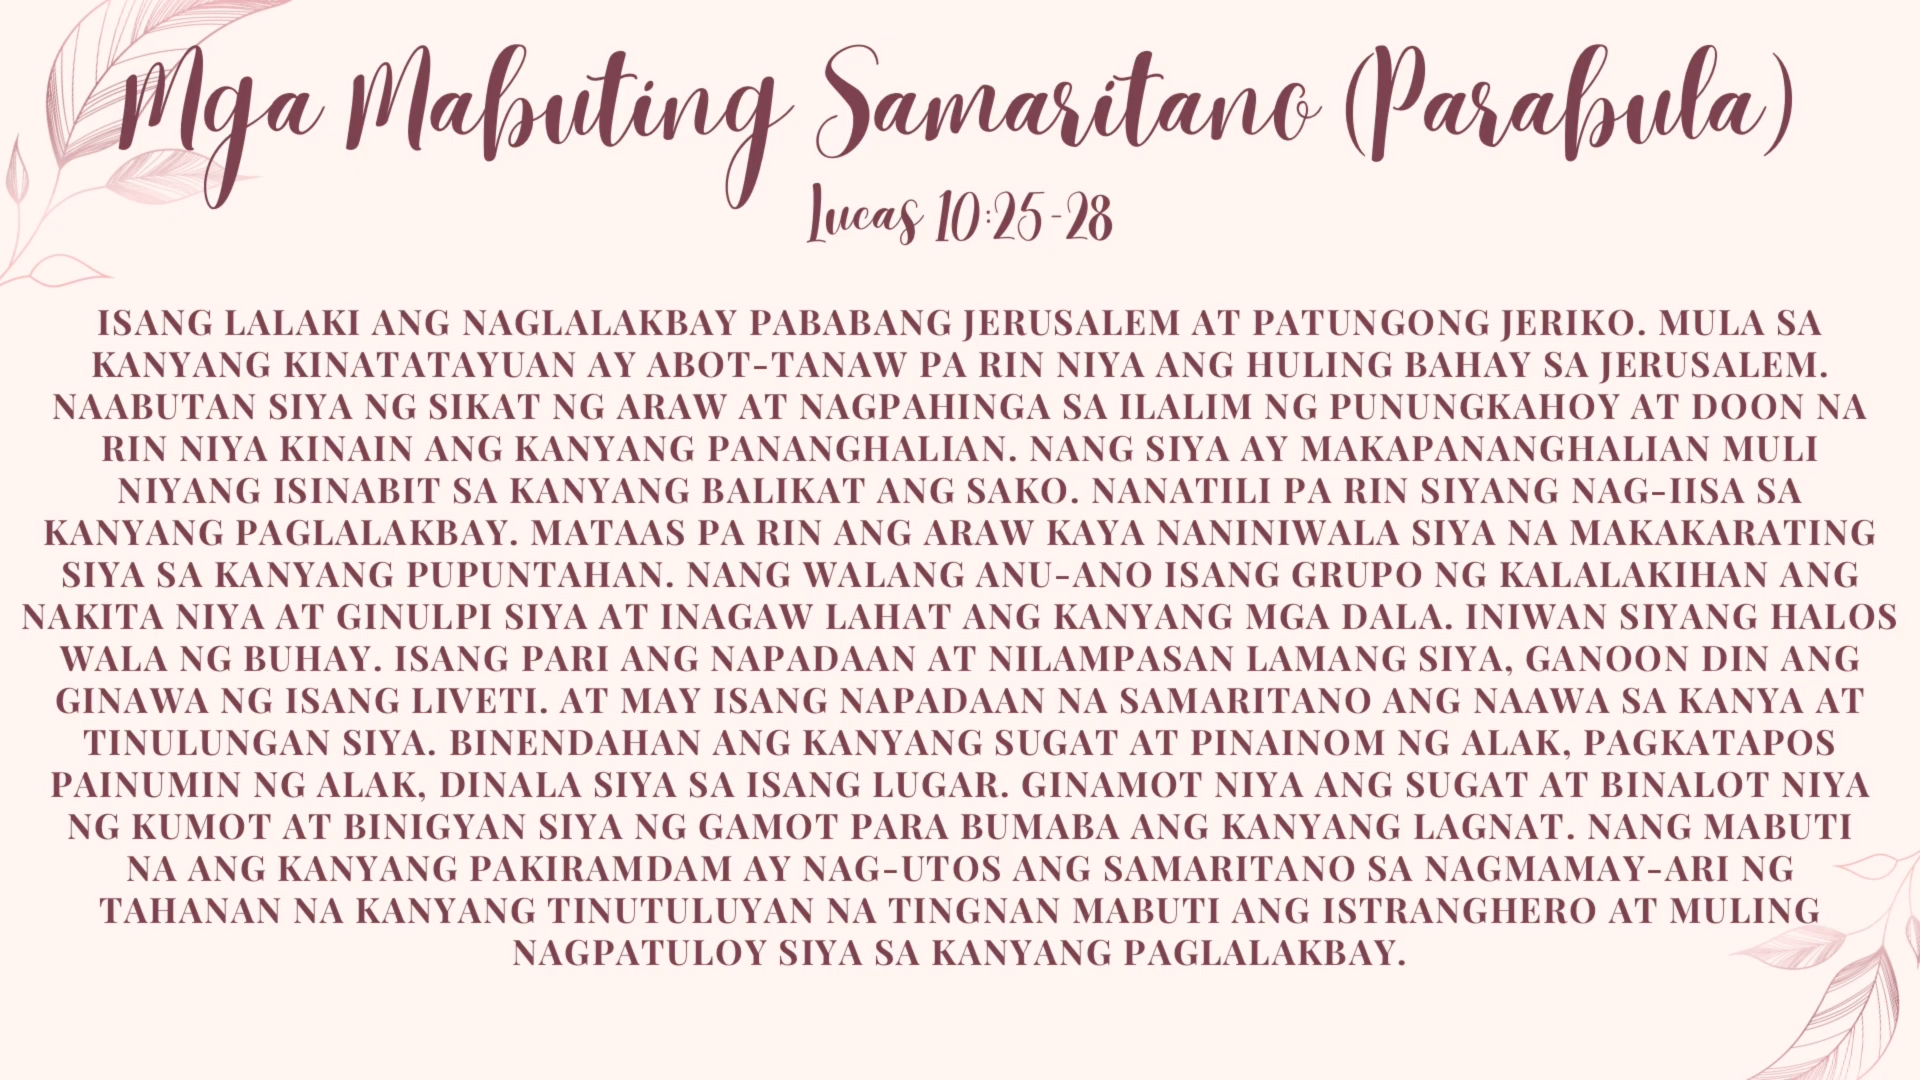 Mga Mabuting Samaritano (Parabula)
Lucas 10:25-28
ISANG LALAKI ANG NAGLALAKBAY PABABANG JERUSALEM AT PATUNGONG JERIKO. MULA SA
KANYANG KINATATAYUAN AY ABOT-TANAW PA RIN NIYA ANG HULING BAHAY SA JERUSALEM.
NAABUTAN SIYA NG SIKAT NG ARAW AT NAGPAHINGA SA ILALIM NG PUNUNGKAHOY AT DOON NA
RIN NIYA KINAIN ANG KANYANG PANANGHALIAN. NANG SIYA AY MAKAPANANGHALIAN MULI
NIYANG ISINABIT SA KANYANG BALIKAT ANG SAKO. NANATILI PA RIN SIYANG NAG-IISA SA
KANYANG PAGLALAKBAY. MATAAS PA RIN ANG ARAW KAYA NANINIWALA SIYA NA MAKAKARATING
SIYA SA KANYANG PUPUNTAHAN. NANG WALANG ANU-ANO ISANG GRUPO NG KALALAKIHAN ANG
NAKITA NIYA AT GINULPI SIYA AT INAGAW LAHAT ANG KANYANG MGA DALA. INIWAN SIYANG HALOS
WALA NG BUHAY. ISANG PARI ANG NAPADAAN AT NILAMPASAN LAMANG SIYA, GANOON DIN ANG
GINAWA NG ISANG LIVETI. AT MAY ISANG NAPADAAN NA SAMARITANO ANG NAAWA SA KANYA AT
TINULUNGAN SIYA. BINENDAHAN ANG KANYANG SUGAT AT PINAINOM NG ALAK, PAGKATAPOS
PAINUMIN NG ALAK, DINALA SIYA SA ISANG LUGAR. GINAMOT NIYA ANG SUGAT AT BINALOT NIYA
NG KUMOT AT BINIGYAN SIYA NG GAMOT PARA BUMABA ANG KANYANG LAGNAT. NANG MABUTI
NA ANG KANYANG PAKIRAMDAM AY NAG-UTOS ANG SAMARITANO SA NAGMAMAY-ARI NG
TAHANAN NA KANYANG TINUTULUYAN NA TINGNAN MABUTI ANG ISTRANGHERO AT MULING
NAGPATULOY SIYA SA KANYANG PAGLALAKBAY.